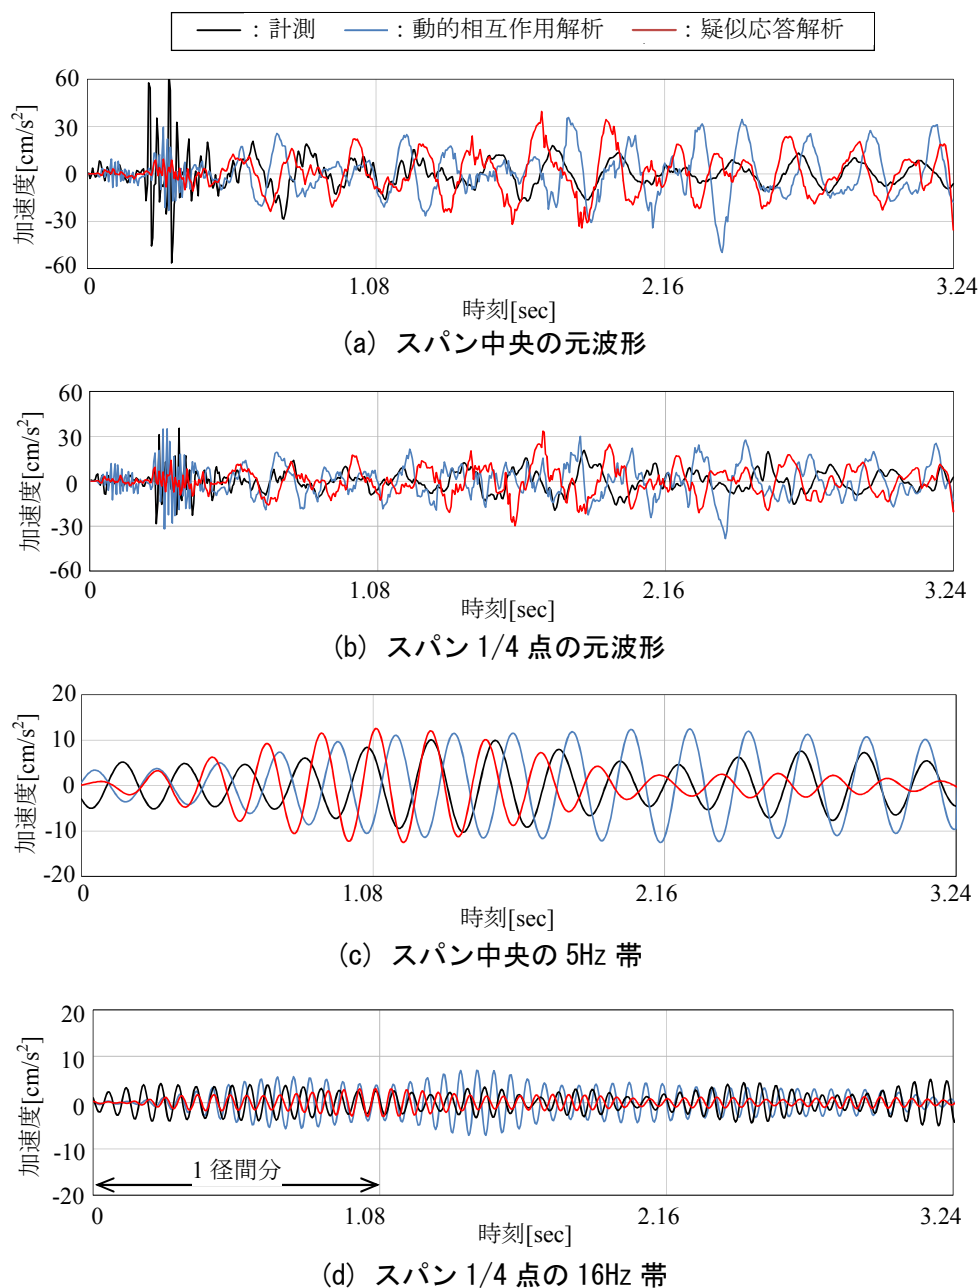 ：計測 ：動的相互作用解析 ：疑似応答解析
加速度[cm/s²]
60
30
0
-30
-60
0 1.08 2.16 3.24
時刻[sec]
(a) スパン中央の元波形
加速度[cm/s²]
60
30
0
-30
-60
0 1.08 2.16 3.24
時刻[sec]
(b) スパン 1/4 点の元波形
加速度[cm/s²]
20
10
0
-10
-20
0 1.08 2.16 3.24
時刻[sec]
(c) スパン中央の 5Hz 帯
加速度[cm/s²]
20
10
0
-10
-20
1 径間分
0 1.08 2.16 3.24
時刻[sec]
(d) スパン 1/4 点の 16Hz 帯